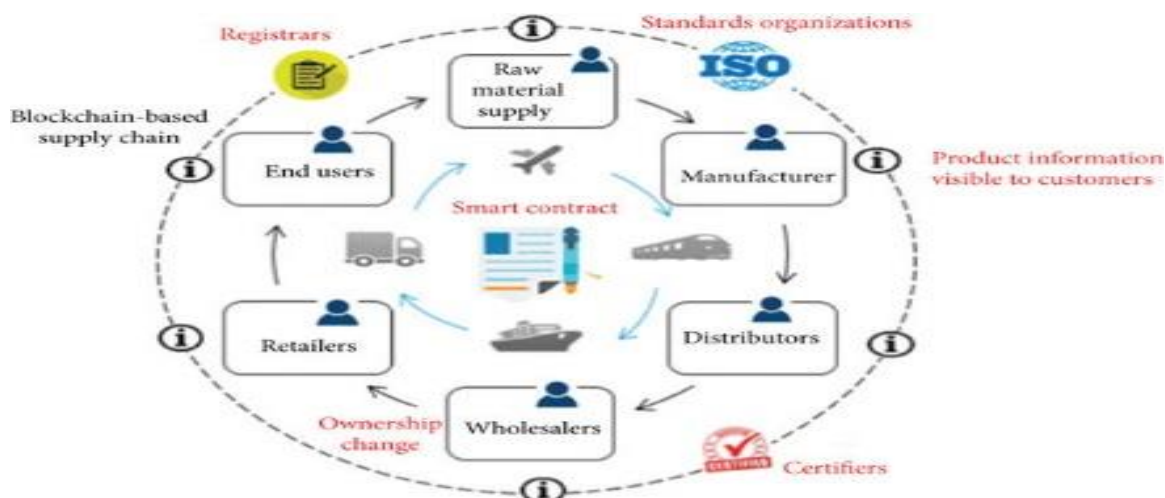 Registrars
Standards organizations
ISO
Raw
material
supply
Blockchain-based
supply chain
End users
Manufacturer
Product information
visible to customers
Smart contract
Retailers
Distributors
Ownership
change
Wholesalers
CERTIFIED
Certifiers
i
i
i
i
i
i